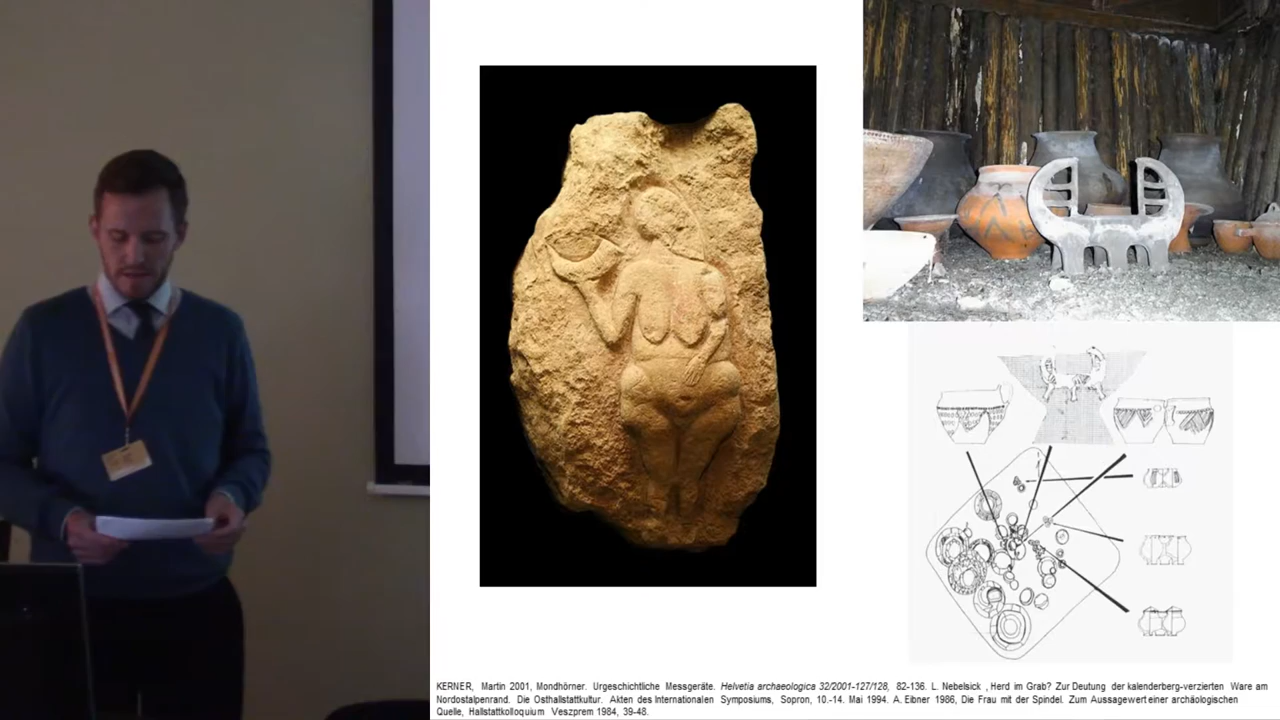 KERNER, Martin 2001, Mondhörner. Urgeschichtliche Messgeräte. Helvetia archaeologica 32/2001-127/128, 82-136. L. Nebelsick , Herd im Grab? Zur Deutung der kalenderberg-verzierten Ware am
Nordostalpenrand. Die Osthallstattkultur. Akten des Internationalen Symposiums, Sopron, 10.-14. Mai 1994. A. Eibner 1986, Die Frau mit der Spindel. Zum Aussagewert einer archäologischen
Quelle, Hallstattkolloquium Veszprem 1984, 39-48.